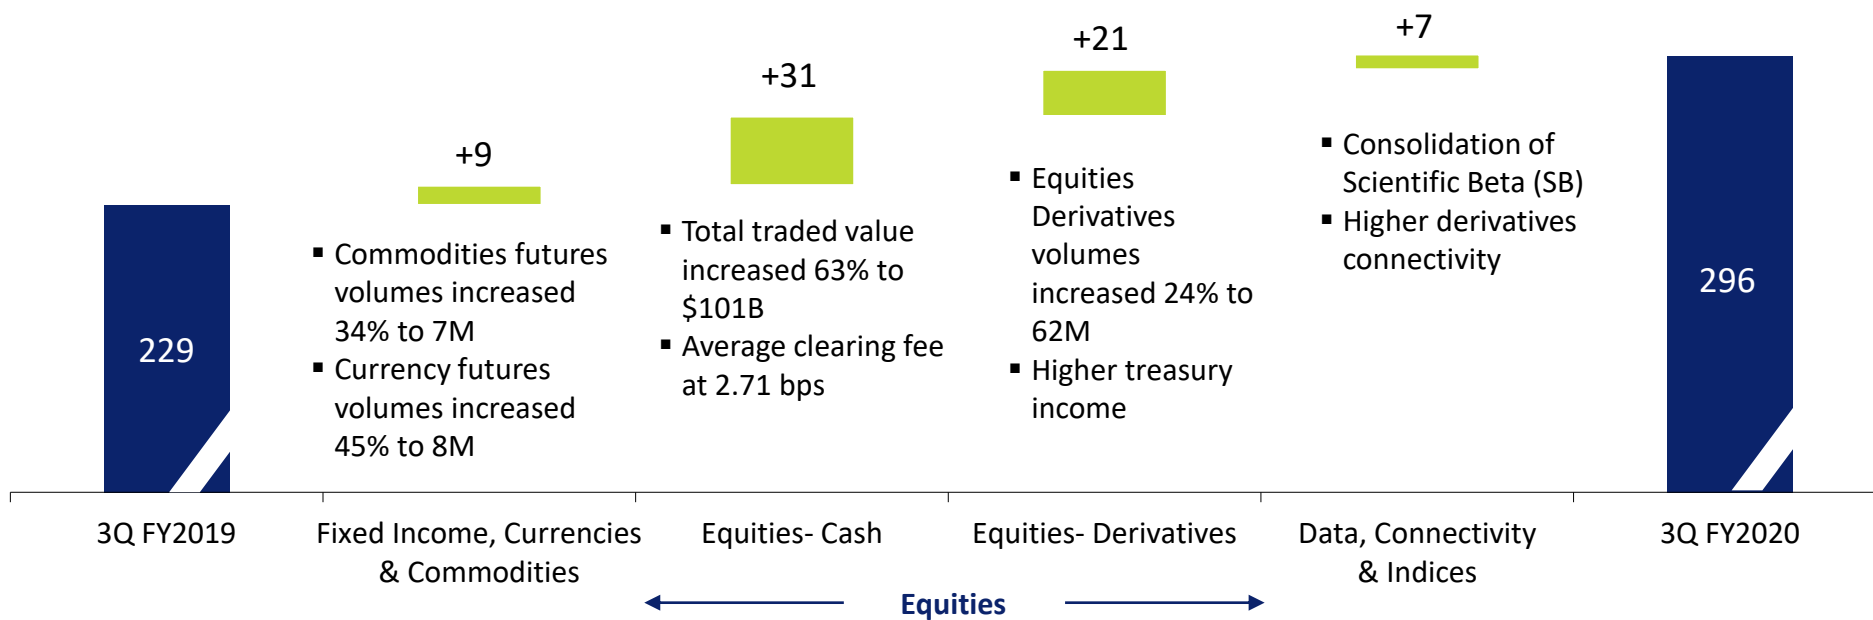 229
3Q FY2019
+9
▪ Commodities futures
volumes increased
34% to 7M
▪ Currency futures
volumes increased
45% to 8M
Fixed Income, Currencies
& Commodities
+31
▪ Total traded value
increased 63% to
$101B
▪ Average clearing fee
at 2.71 bps
Equities- Cash
+21
▪ Equities
Derivatives
volumes
increased 24% to
62M
▪ Higher treasury
income
Equities- Derivatives
+7
▪ Consolidation of
Scientific Beta (SB)
▪ Higher derivatives
connectivity
Data, Connectivity
& Indices
296
3Q FY2020
Equities